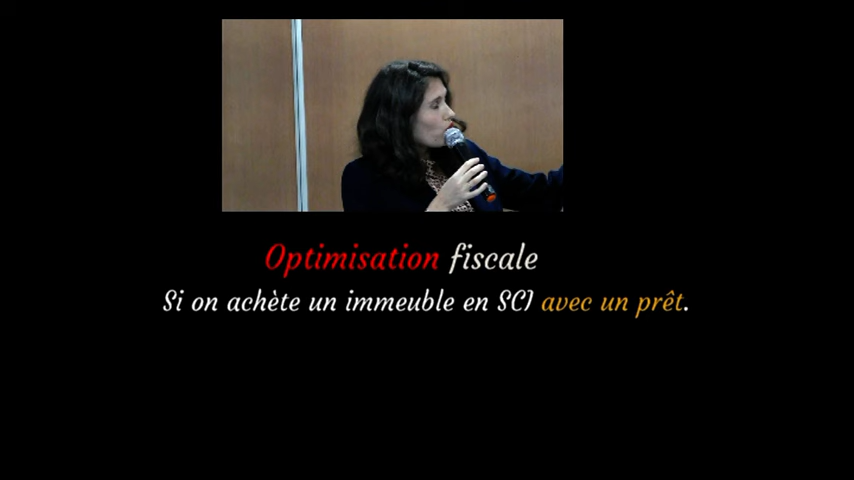 Optimisation fiscale
Si on achète un immeuble en SCI avec un prêt.